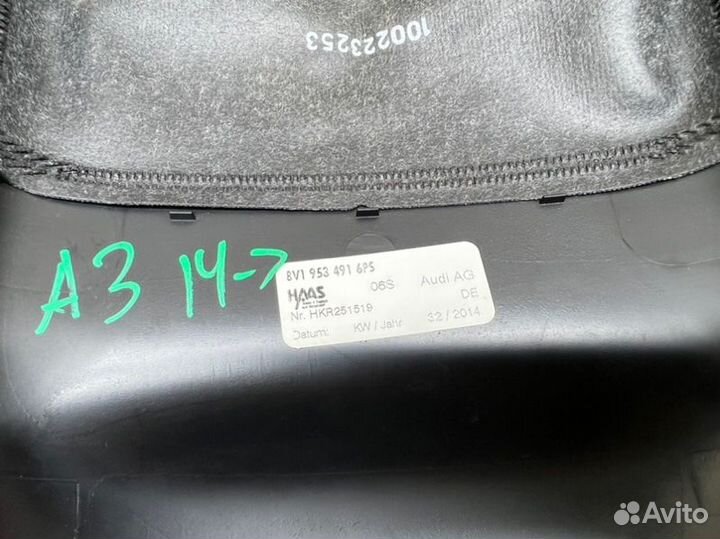 100223253
A3 14->
8V1 953 491 6PS
HAAS 06S Audi AG
Nr. HKR251519 DE
Datum: KW / Jahr 32 / 2014
Avito